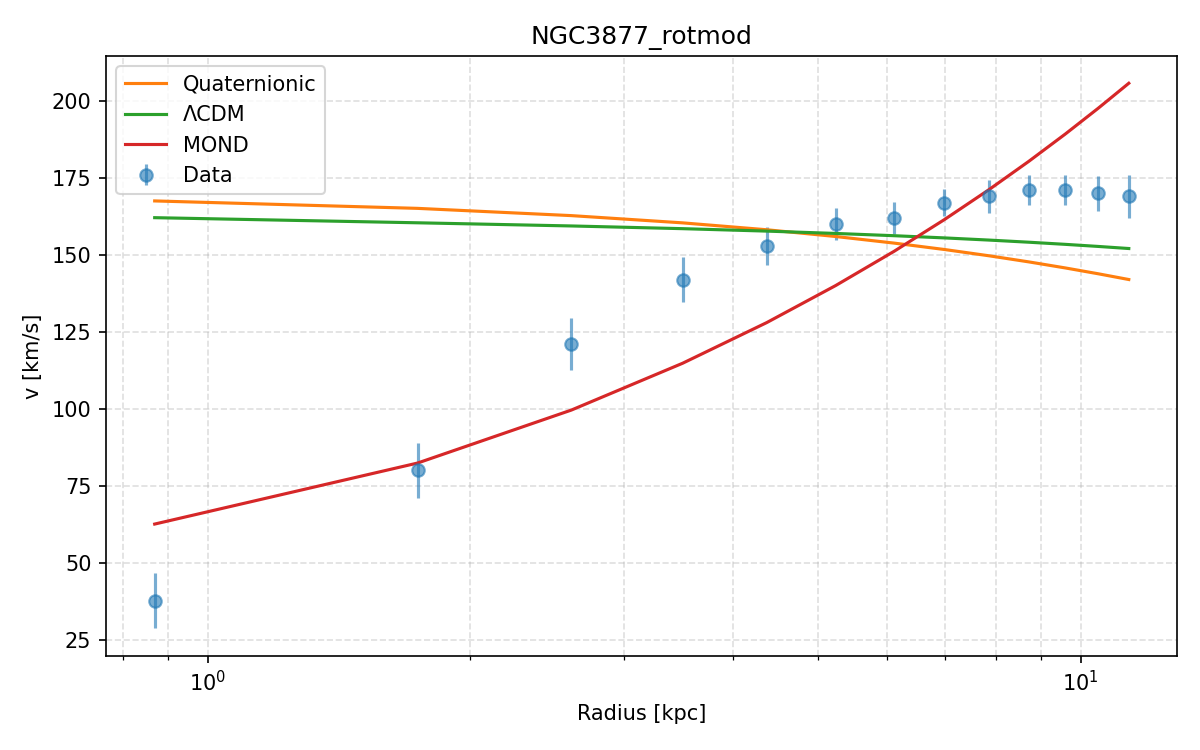 NGC3877_rotmod
Quaternionic
ΛCDM
MOND
Data
v [km/s]
200
175
150
125
100
75
50
25
10⁰
10¹
Radius [kpc]